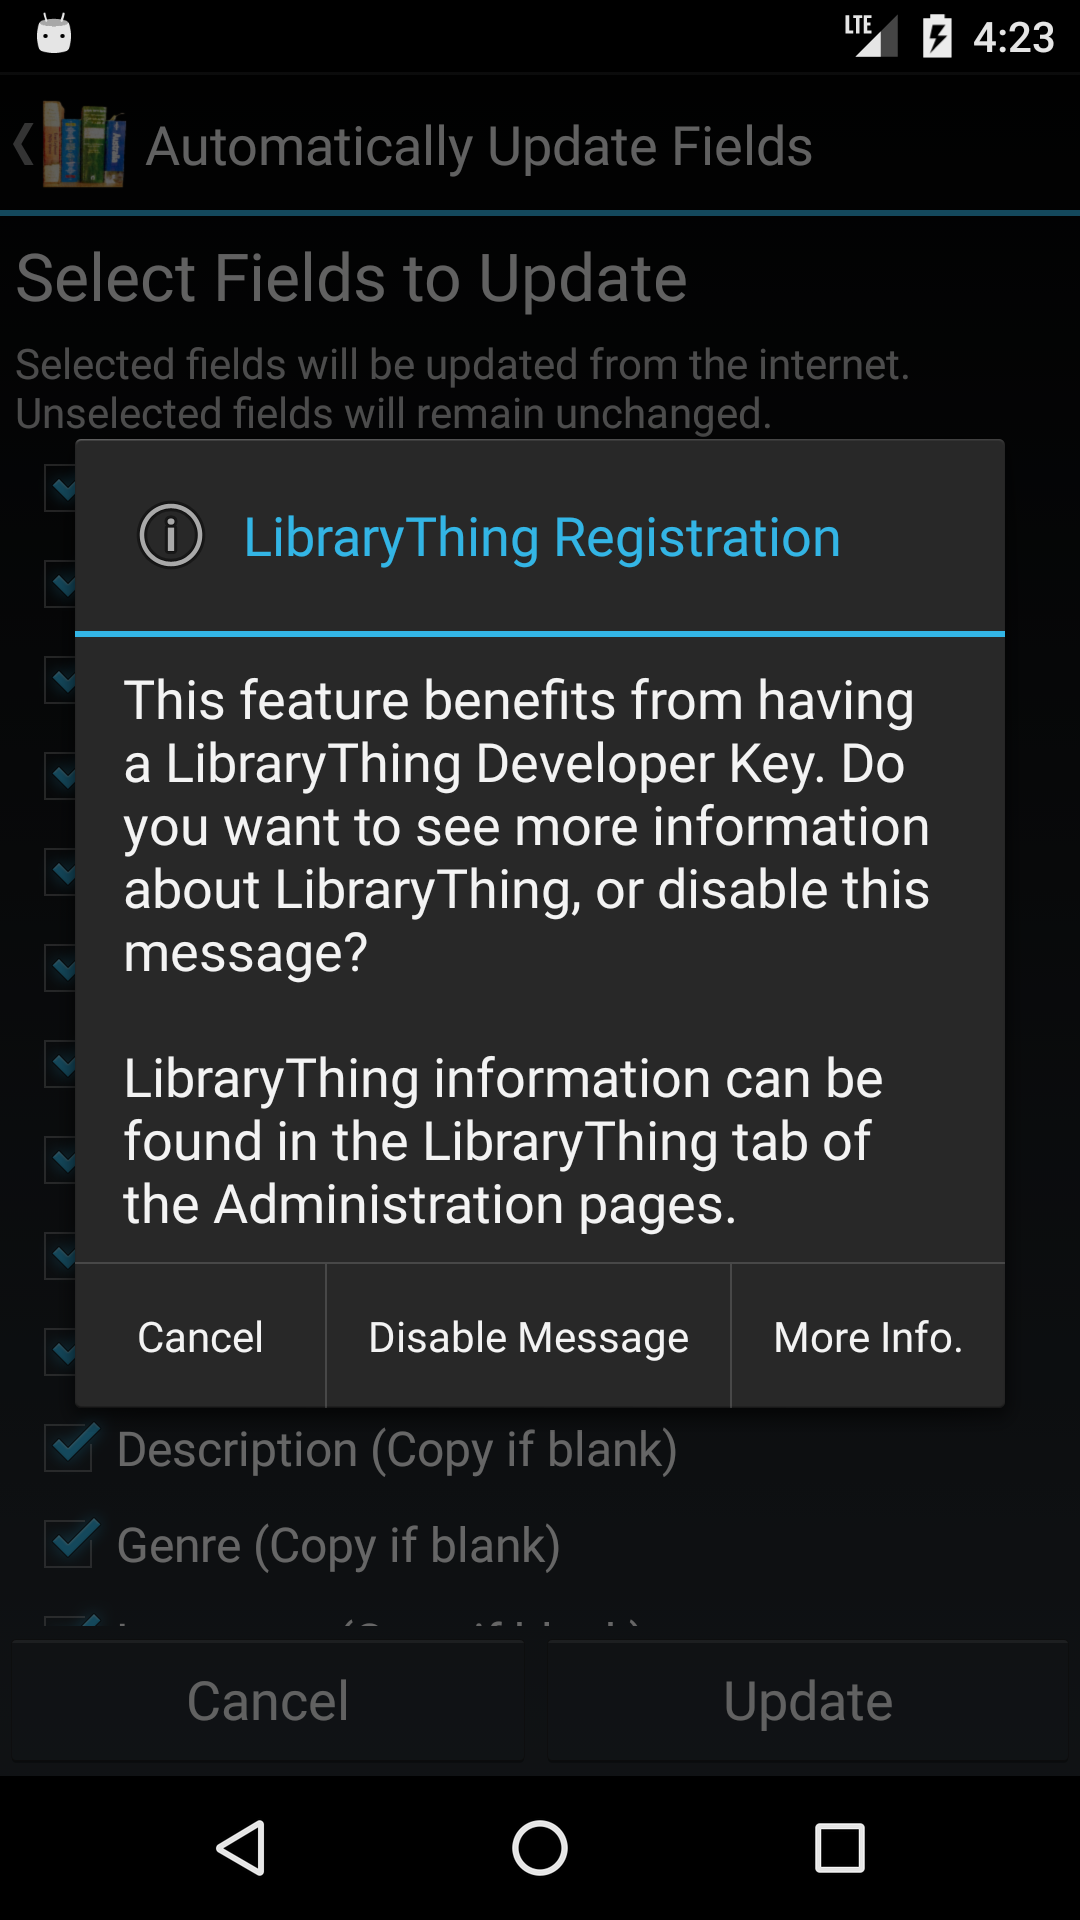 LTE 4:23
Automatically Update Fields
Select Fields to Update
Selected fields will be updated from the internet.
Unselected fields will remain unchanged.
LibraryThing Registration
This feature benefits from having
a LibraryThing Developer Key. Do
you want to see more information
about LibraryThing, or disable this
message?
LibraryThing information can be
found in the LibraryThing tab of
the Administration pages.
Cancel Disable Message More Info.
Description (Copy if blank)
Genre (Copy if blank)
Cancel Update